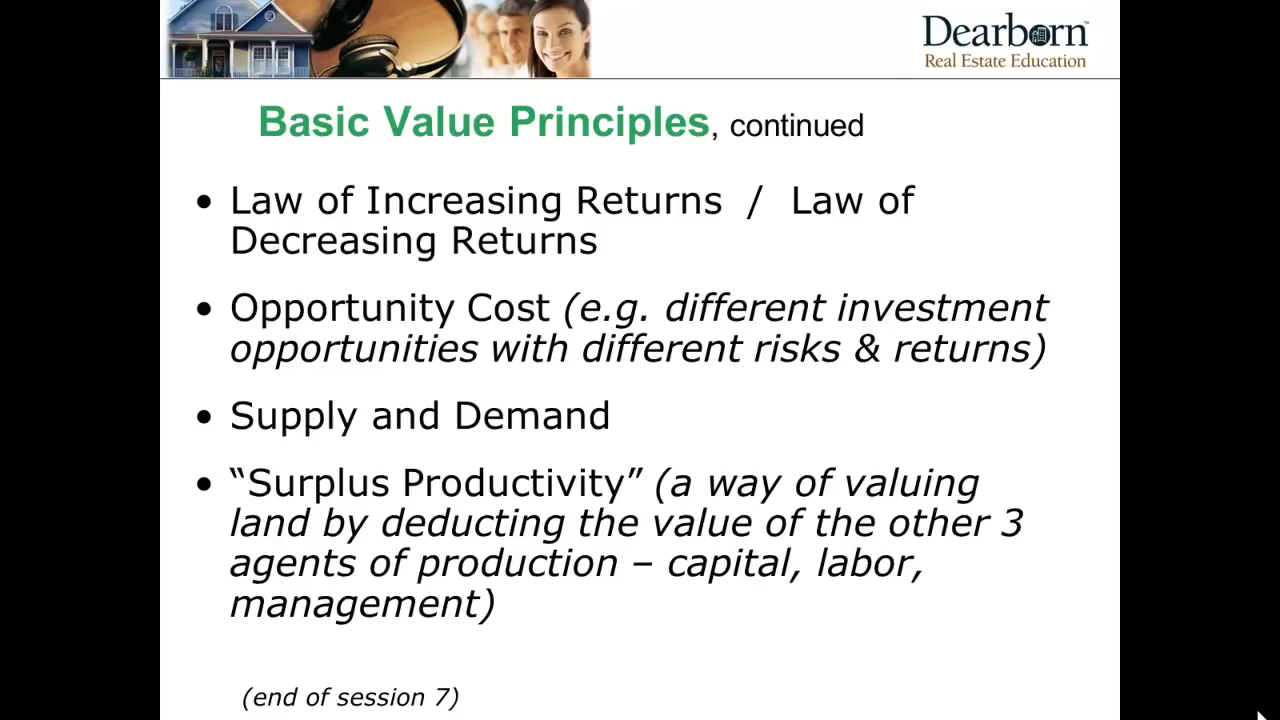 Dearborn™
Real Estate Education
Basic Value Principles, continued
• Law of Increasing Returns / Law of
Decreasing Returns
• Opportunity Cost (e.g. different investment
opportunities with different risks & returns)
• Supply and Demand
• “Surplus Productivity” (a way of valuing
land by deducting the value of the other 3
agents of production – capital, labor,
management)
(end of session 7)